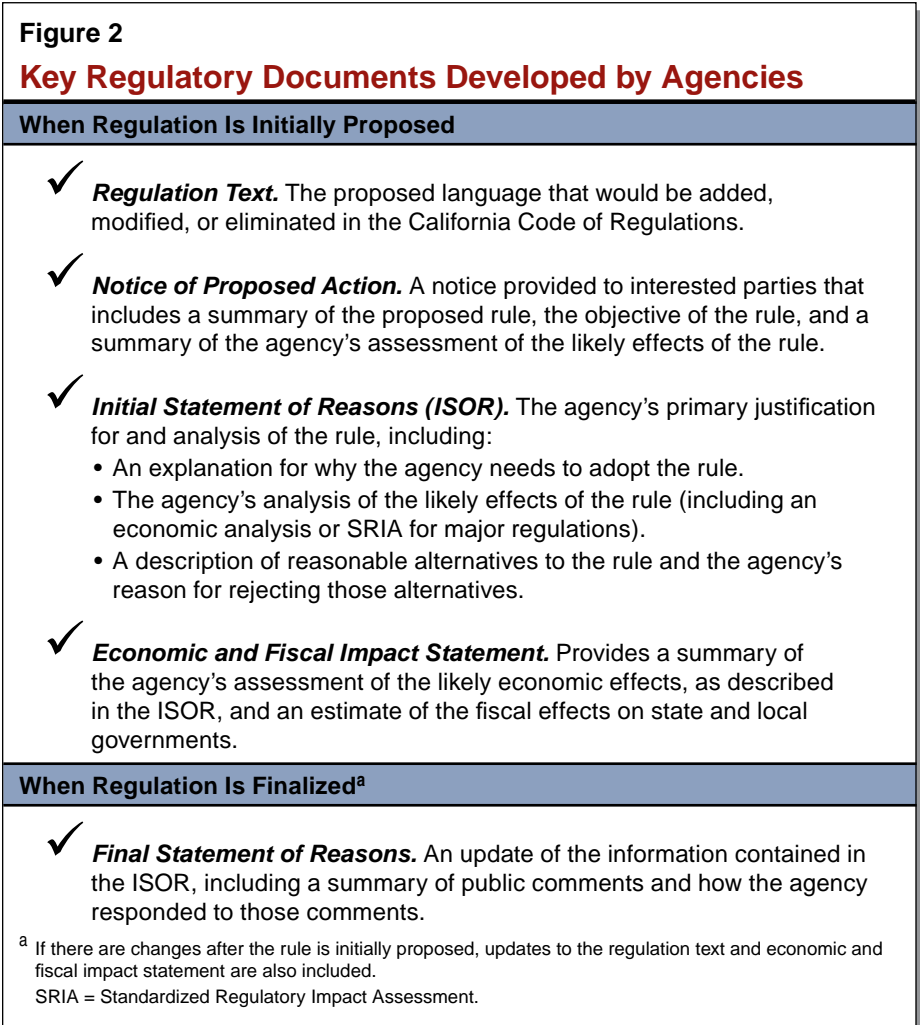 Figure 2
Key Regulatory Documents Developed by Agencies
When Regulation Is Initially Proposed
Regulation Text. The proposed language that would be added,
modified, or eliminated in the California Code of Regulations.
Notice of Proposed Action. A notice provided to interested parties that
includes a summary of the proposed rule, the objective of the rule, and a
summary of the agency’s assessment of the likely effects of the rule.
Initial Statement of Reasons (ISOR). The agency’s primary justification
for and analysis of the rule, including:
• An explanation for why the agency needs to adopt the rule.
• The agency’s analysis of the likely effects of the rule (including an
economic analysis or SRIA for major regulations).
• A description of reasonable alternatives to the rule and the agency’s
reason for rejecting those alternatives.
Economic and Fiscal Impact Statement. Provides a summary of
the agency’s assessment of the likely economic effects, as described
in the ISOR, and an estimate of the fiscal effects on state and local
governments.
When Regulation Is Finalizedᵃ
Final Statement of Reasons. An update of the information contained in
the ISOR, including a summary of public comments and how the agency
responded to those comments.
ᵃ If there are changes after the rule is initially proposed, updates to the regulation text and economic and
fiscal impact statement are also included.
SRIA = Standardized Regulatory Impact Assessment.